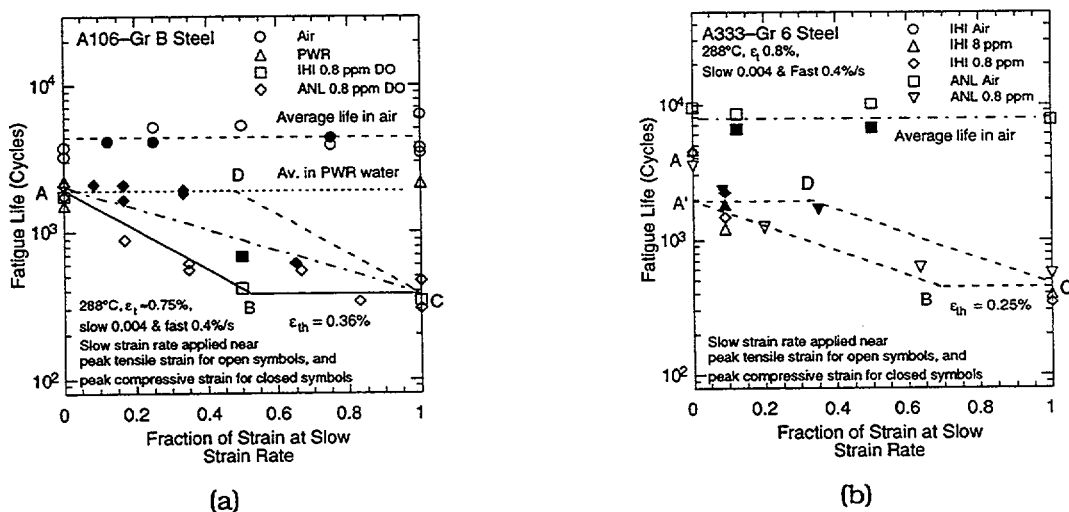 A106–Gr B Steel
Air
PWR
IHI 0.8 ppm DO
ANL 0.8 ppm DO
Average life in air
Av. in PWR water
A
D
B
C
εth = 0.36%
288°C, εt =0.75%,
slow 0.004 & fast 0.4%/s
Slow strain rate applied near
peak tensile strain for open symbols, and
peak compressive strain for closed symbols
10⁴
10³
10²
Fatigue Life (Cycles)
0 0.2 0.4 0.6 0.8 1
Fraction of Strain at Slow
Strain Rate
(a)
A333–Gr 6 Steel
288°C, εt 0.8%,
Slow 0.004 & Fast 0.4%/s
IHI Air
IHI 8 ppm
IHI 0.8 ppm
ANL Air
ANL 0.8 ppm
Average life in air
A
A'
D
B
C
εth = 0.25%
Slow strain rate applied near
peak tensile strain for open symbols, and
peak compressive strain for closed symbols
10⁴
10³
10²
Fatigue Life (Cycles)
0 0.2 0.4 0.6 0.8 1
Fraction of Strain at Slow
Strain Rate
(b)